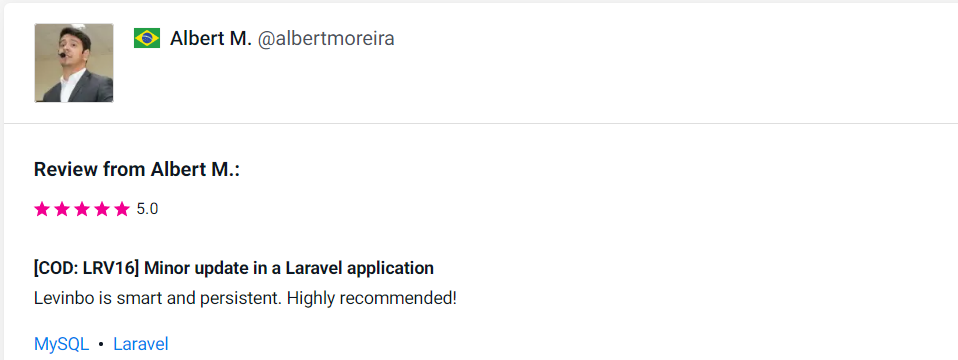 Albert M. @albertmoreira
Review from Albert M.:
5.0
[COD: LRV16] Minor update in a Laravel application
Levinbo is smart and persistent. Highly recommended!
MySQL • Laravel